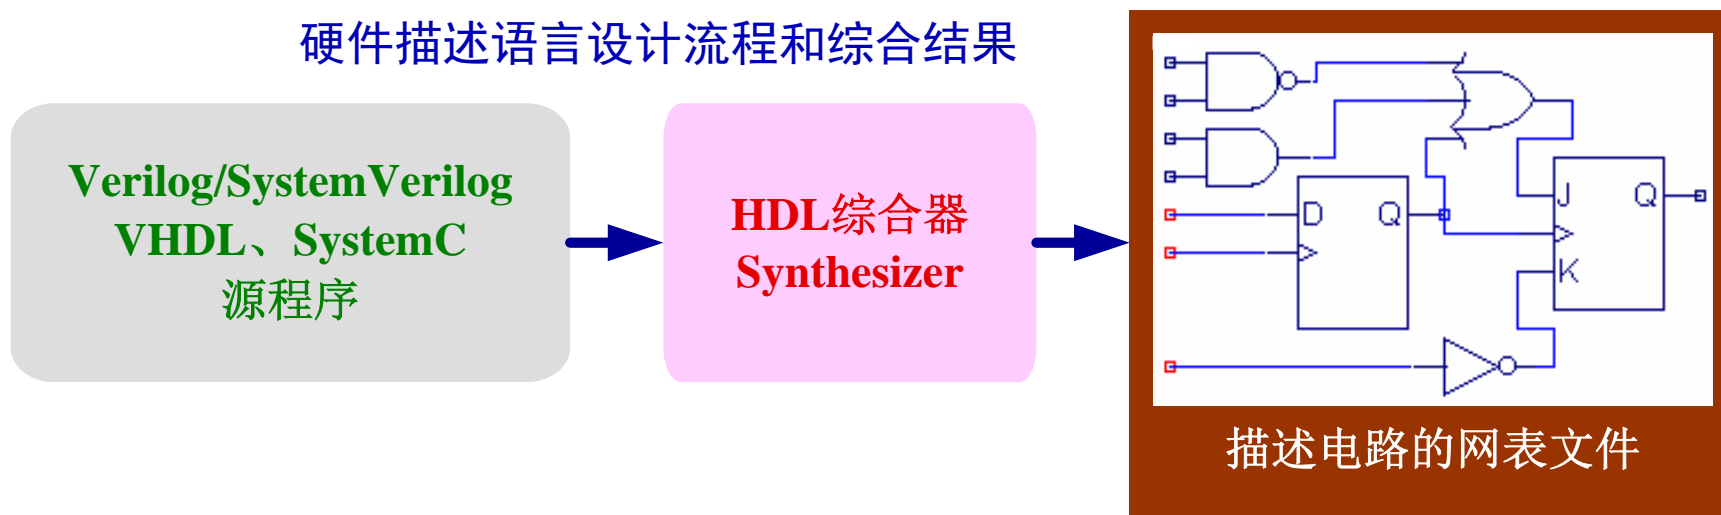 硬件描述语言设计流程和综合结果
Verilog/SystemVerilog
VHDL、SystemC
源程序
HDL综合器
Synthesizer
D
Q
J
Q
K
描述电路的网表文件